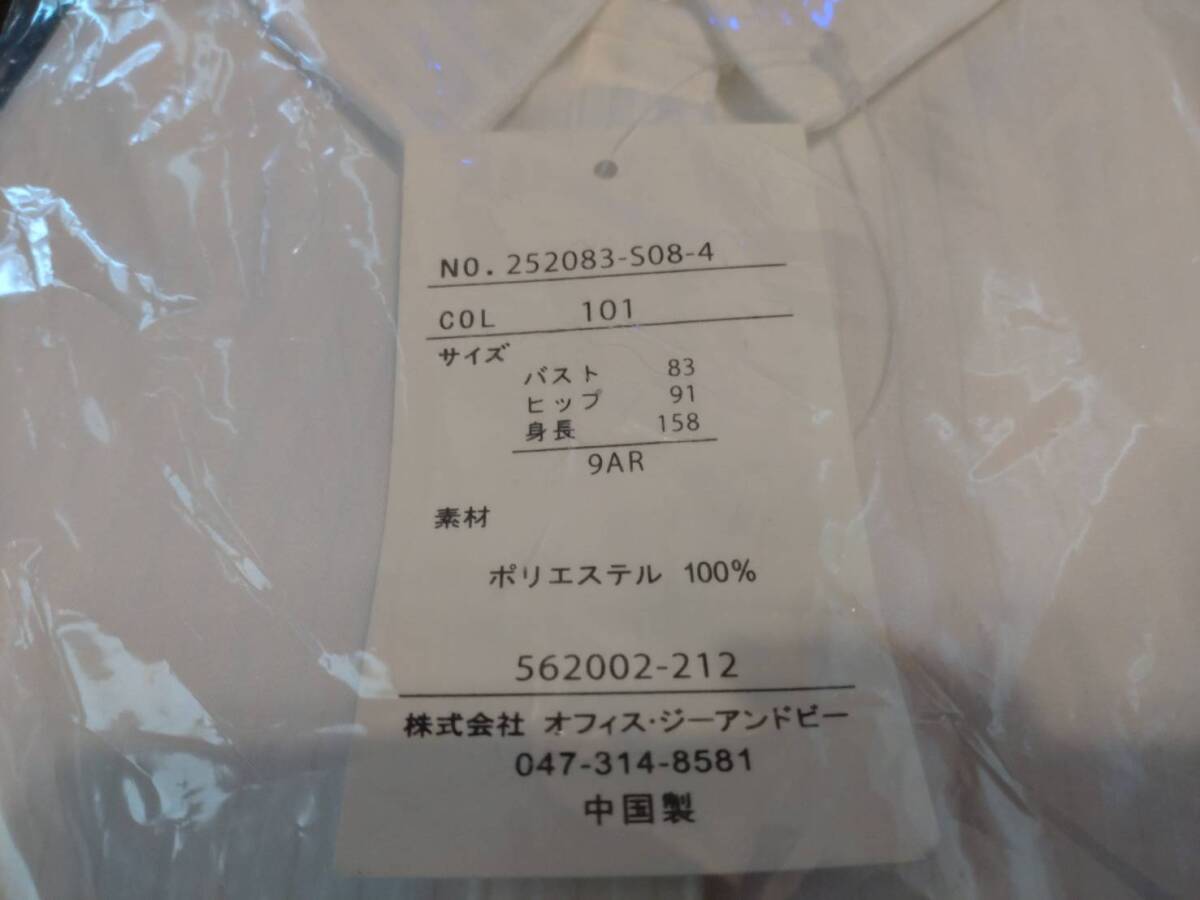 NO. 252083-S08-4
COL 101
サイズ
バスト 83
ヒップ 91
身長 158
9AR
素材
ポリエステル 100%
562002-212
株式会社 オフィス・ジーアンドビー
047-314-8581
中国製